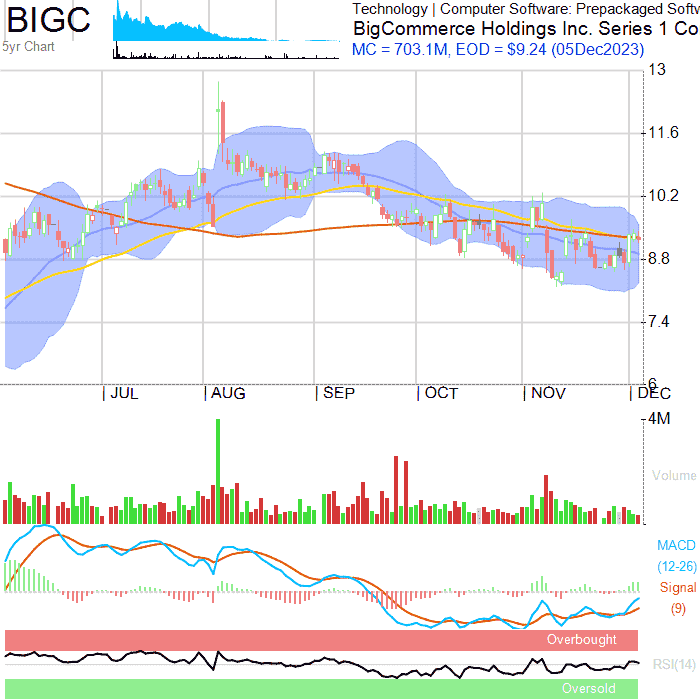 BIGC
5yr Chart
Technology | Computer Software: Prepackaged Softw
BigCommerce Holdings Inc. Series 1 Co
MC = 703.1M, EOD = $9.24 (05Dec2023)
13
11.6
10.2
8.8
7.4
6
JUL AUG SEP OCT NOV DEC
4M
Volume
MACD
(12-26)
Signal
(9)
Overbought
RSI(14)
Oversold